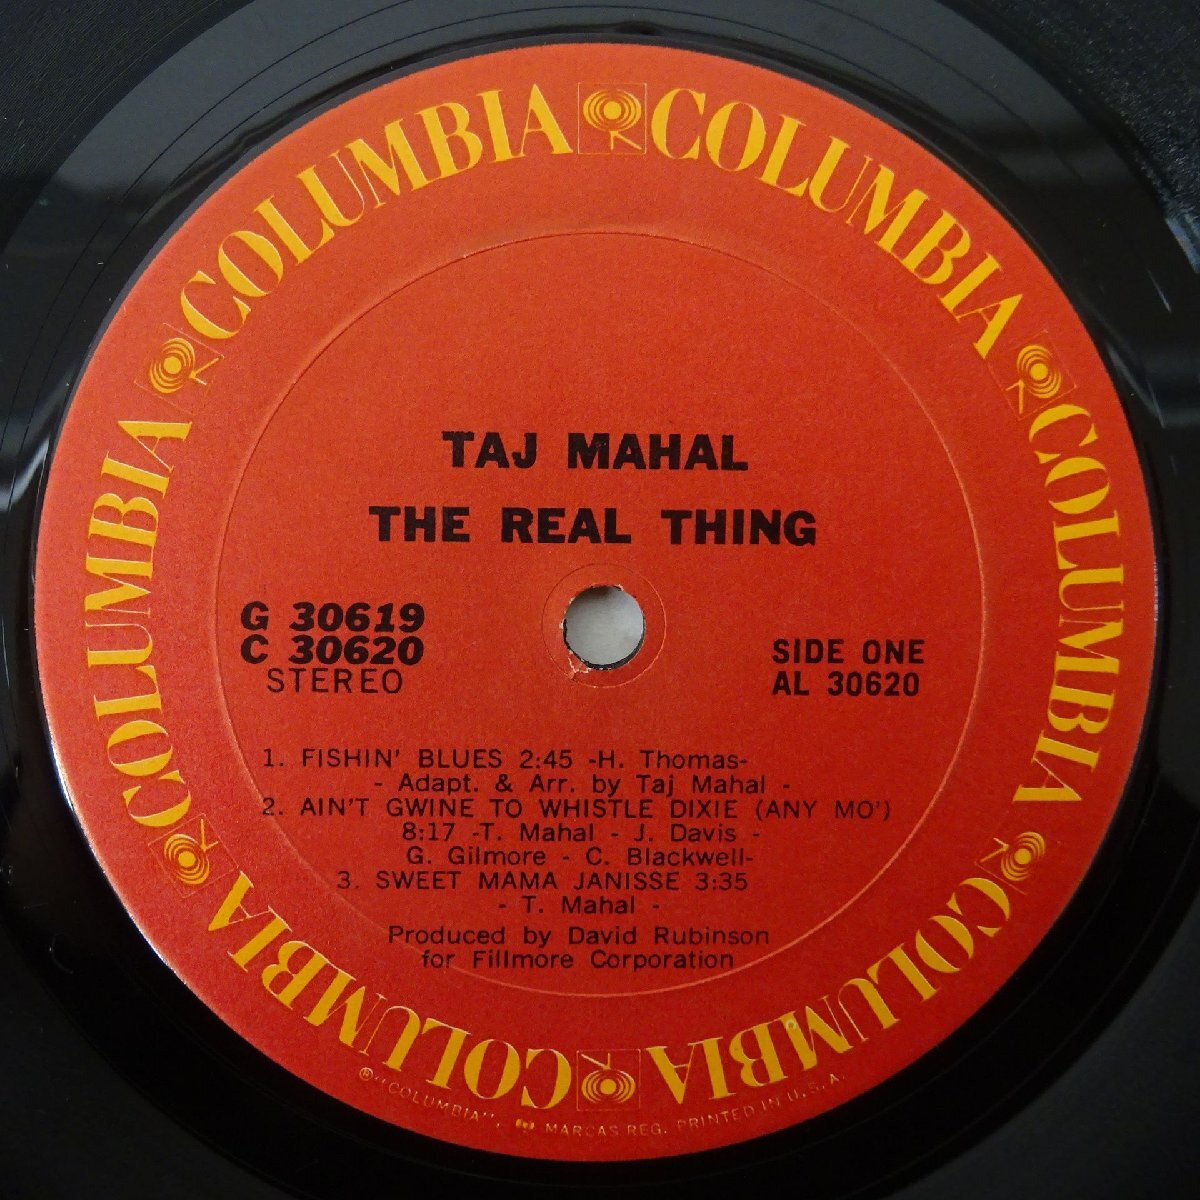 COLUMBIA COLUMBIA COLUMBIA COLUMBIA COLUMBIA COLUMBIA
TAJ MAHAL
THE REAL THING
G 30619
C 30620
STEREO
SIDE ONE
AL 30620
1. FISHIN' BLUES 2:45 -H. Thomas-
- Adapt. & Arr. by Taj Mahal -
2. AIN'T GWINE TO WHISTLE DIXIE (ANY MO')
8:17 -T. Mahal - J. Davis -
G. Gilmore - C. Blackwell-
3. SWEET MAMA JANISSE 3:35
- T. Mahal -
Produced by David Rubinson
for Fillmore Corporation
®"COLUMBIA", MARCAS REG. PRINTED IN U.S.A.